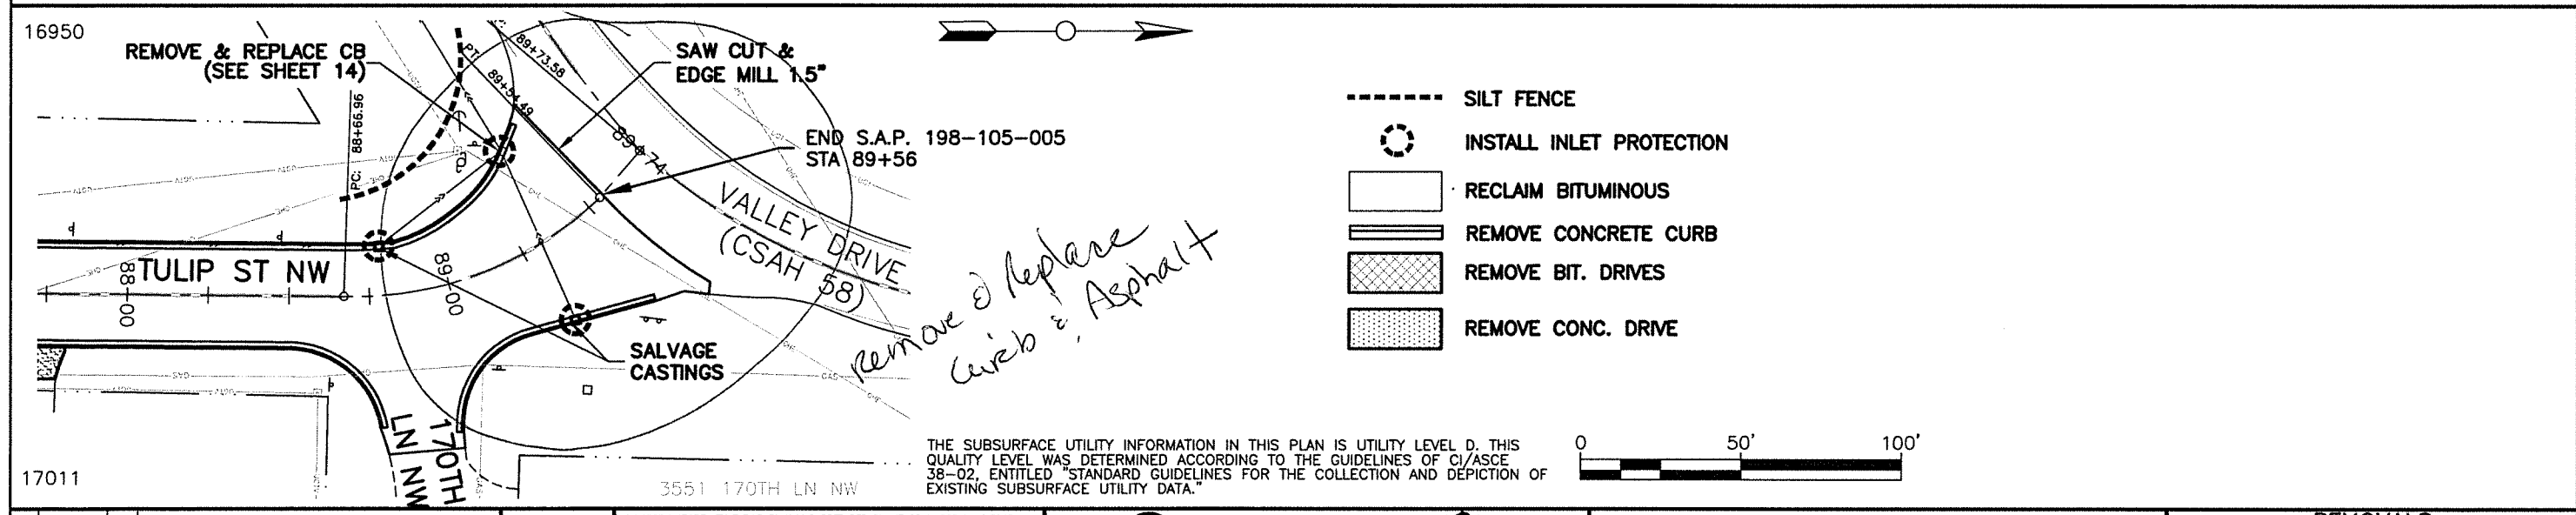 16950
REMOVE & REPLACE CB
(SEE SHEET 14)
PC: 88+66.96
PT:
89+54.49
89+73.58
SAW CUT &
EDGE MILL 1.5"
89+74
END S.A.P. 198-105-005
STA 89+56
VALLEY DRIVE
(CSAH 58)
TULIP ST NW
88+00
89+00
SALVAGE
CASTINGS
170TH
LN NW
17011
3551 170TH LN NW
GAS
OHE
Remove & Replace
Curb & Asphalt
SILT FENCE
INSTALL INLET PROTECTION
RECLAIM BITUMINOUS
REMOVE CONCRETE CURB
REMOVE BIT. DRIVES
REMOVE CONC. DRIVE
THE SUBSURFACE UTILITY INFORMATION IN THIS PLAN IS UTILITY LEVEL D. THIS
QUALITY LEVEL WAS DETERMINED ACCORDING TO THE GUIDELINES OF CI/ASCE
38-02, ENTITLED "STANDARD GUIDELINES FOR THE COLLECTION AND DEPICTION OF
EXISTING SUBSURFACE UTILITY DATA."
0 50' 100'